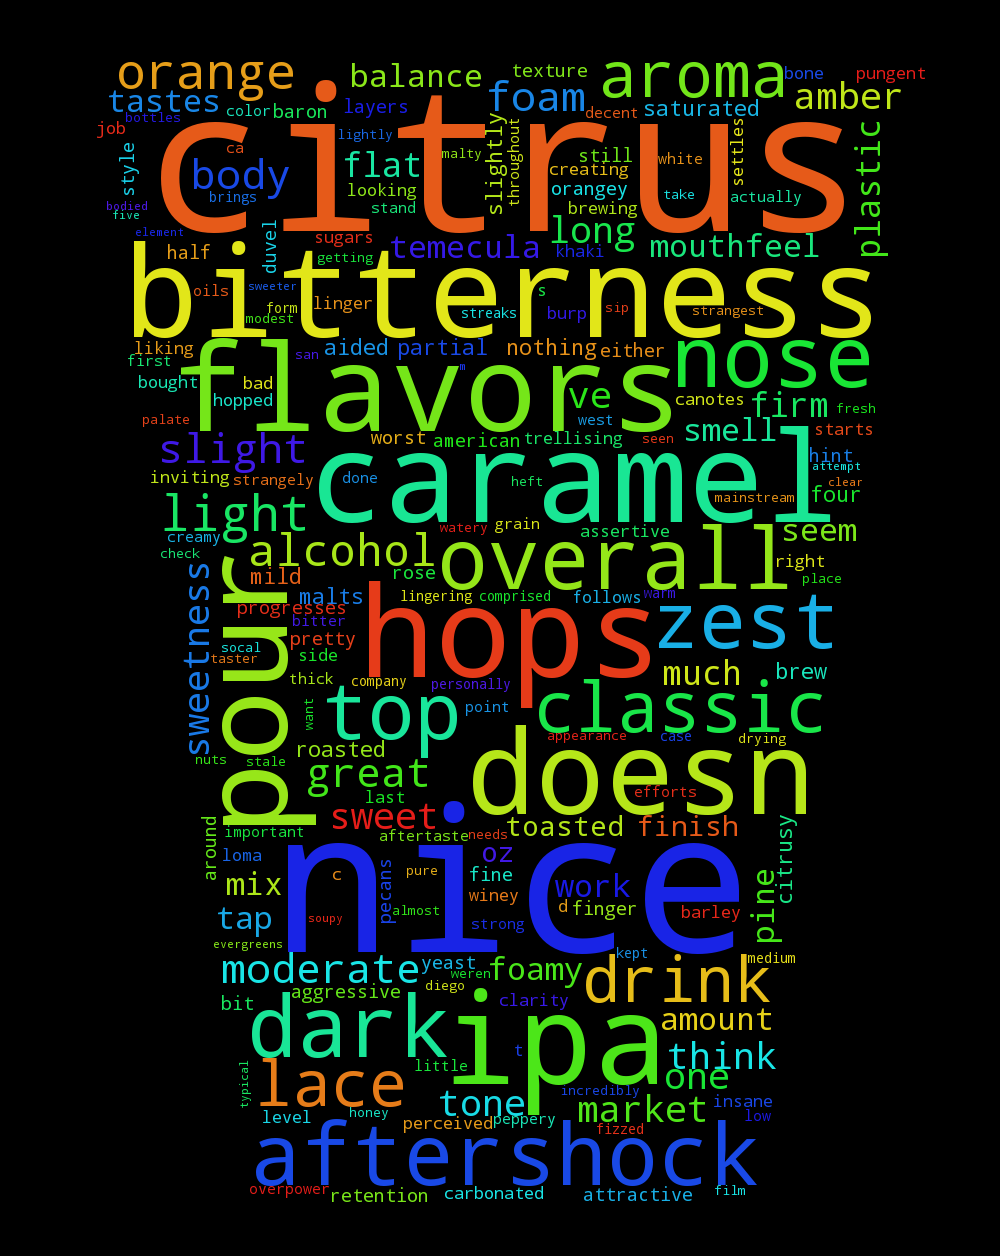 orange balance texture aroma bone pungent
tastes foam amber
bottles color baron layers decent saturated
job citrus plastic
ca lightly slightly throughout settles
style flat malty still white
body looking creating
bodied brings stand orangey take actually
five brewing
element duvel sugars temecula long mouthfeel
half getting khaki
bitterness
oils sweeter s
form linger streaks burp sip strangest
modest
liking san aided partial nothing either nose
first flavors m
bought bad ve canotes firm fresh
hopped
palate west smell starts
slight worst american trellising seen hint
inviting strangely done caramel heft attempt
clear
mainstream four
light watery grain assertive seem
creamy alcohol overall right
check
mild rose place
sweetness pour malts lingering comprised follows warm
progresses hops zest
bitter
socal pretty
taster side much brew
thick company personally
want top point classic
roasted appearance case drying
nuts stale great doesn
last efforts
sweet toasted finish
around important aftertaste needs citrusy
loma nice oz
mix c pecans pure fine work pine
winey
tap soupy almost strong d finger barley
evergreens
moderate yeast foamy kept medium
weren drink
bit aggressive diego clarity
dark ipa amount
t think
typical lace little one
incredibly
level honey tone market insane
perceived peppery low
fizzed
aftershock
overpower retention carbonated attractive film